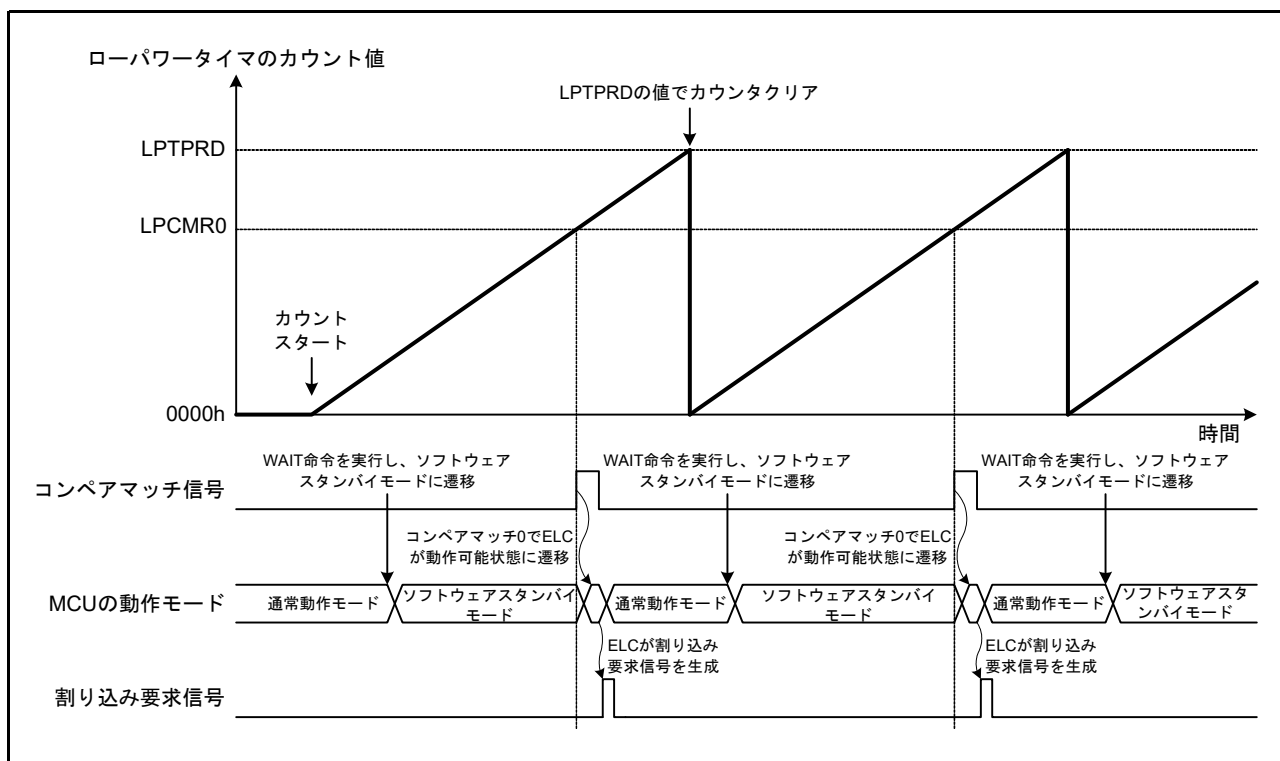 ローパワータイマのカウント値
LPTPRDの値でカウンタクリア
LPTPRD
LPCMR0
カウント
スタート
0000h
時間
WAIT命令を実行し、ソフトウェア
スタンバイモードに遷移
WAIT命令を実行し、ソフトウェア
スタンバイモードに遷移
WAIT命令を実行し、ソフトウェア
スタンバイモードに遷移
コンペアマッチ信号
コンペアマッチ0でELC
が動作可能状態に遷移
コンペアマッチ0でELC
が動作可能状態に遷移
MCUの動作モード
通常動作モード
ソフトウェアスタンバイ
モード
通常動作モード
ソフトウェアスタンバイ
モード
通常動作モード
ソフトウェアスタ
ンバイモード
ELCが割り込み
要求信号を生成
ELCが割り込み
要求信号を生成
割り込み要求信号